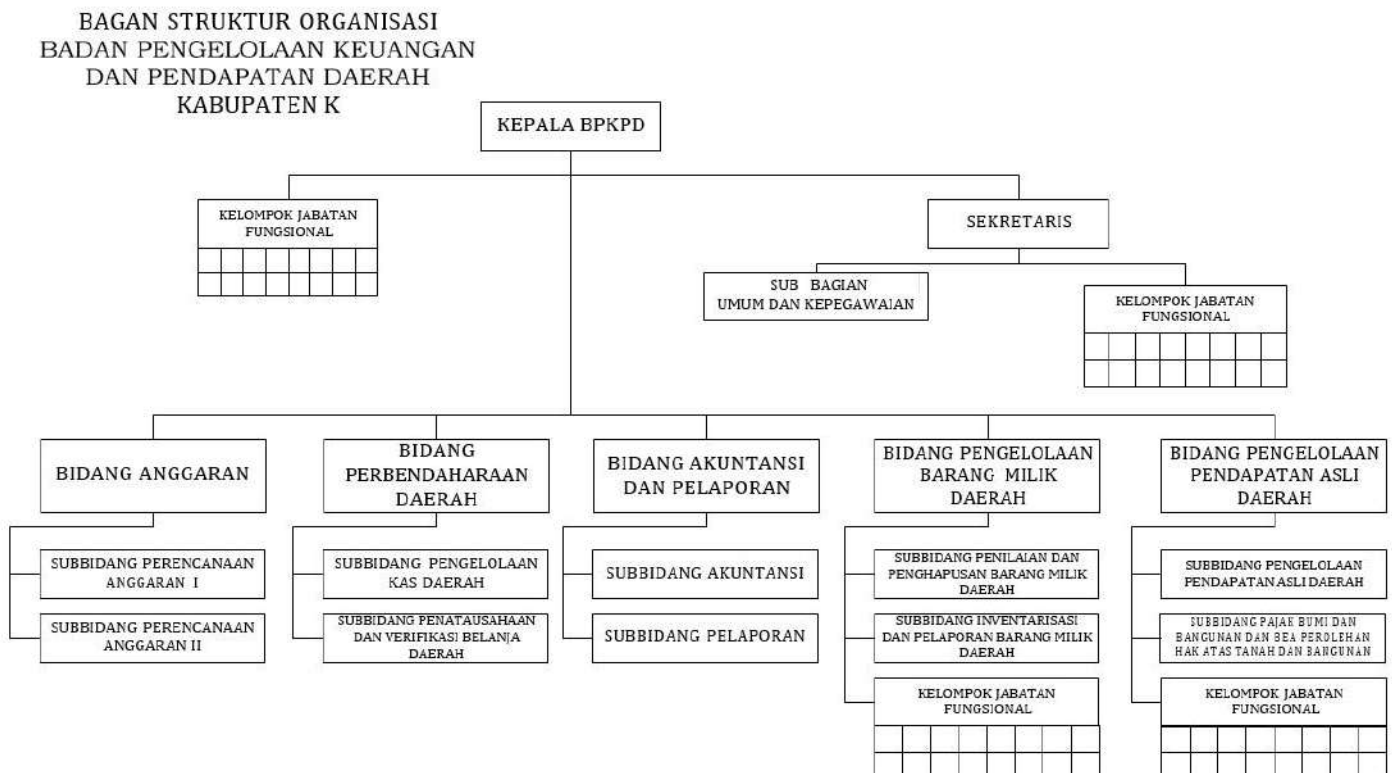 BAGAN STRUKTUR ORGANISASI
BADAN PENGELOLAAN KEUANGAN
DAN PENDAPATAN DAERAH
KABUPATEN K
KEPALA BPKPD
KELOMPOK JABATAN
FUNGSIONAL
SEKRETARIS
SUB BAGIAN
UMUM DAN KEPEGAWAIAN
KELOMPOK JABATAN
FUNGSIONAL
BIDANG ANGGARAN
SUBBIDANG PERENCANAAN
ANGGARAN I
SUBBIDANG PERENCANAAN
ANGGARAN II
BIDANG
PERBENDAHARAAN
DAERAH
SUBBIDANG PENGELOLAAN
KAS DAERAH
SUBBIDANG PENATAUSAHAAN
DAN VERIFIKASI BELANJA
DAERAH
BIDANG AKUNTANSI
DAN PELAPORAN
SUBBIDANG AKUNTANSI
SUBBIDANG PELAPORAN
BIDANG PENGELOLAAN
BARANG MILIK
DAERAH
SUBBIDANG PENILAIAN DAN
PENGHAPUSAN BARANG MILIK
DAERAH
SUBBIDANG INVENTARISASI
DAN PELAPORAN BARANG MILIK
DAERAH
KELOMPOK JABATAN
FUNGSIONAL
BIDANG PENGELOLAAN
PENDAPATAN ASLI
DAERAH
SUBBIDANG PENGELOLAAN
PENDAPATAN ASLI DAERAH
SUBBIDANG PAJAK BUMI DAN
BANGUNAN DAN BEA PEROLEHAN
HAK ATAS TANAH DAN BANGUNAN
KELOMPOK JABATAN
FUNGSIONAL